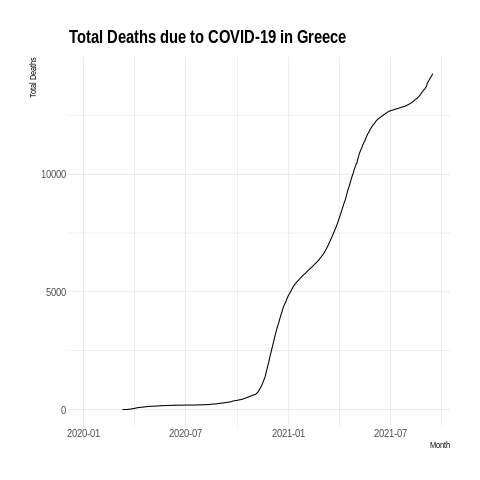 Total Deaths due to COVID-19 in Greece
Total Deaths
10000
5000
0
2020-01 2020-07 2021-01 2021-07
Month